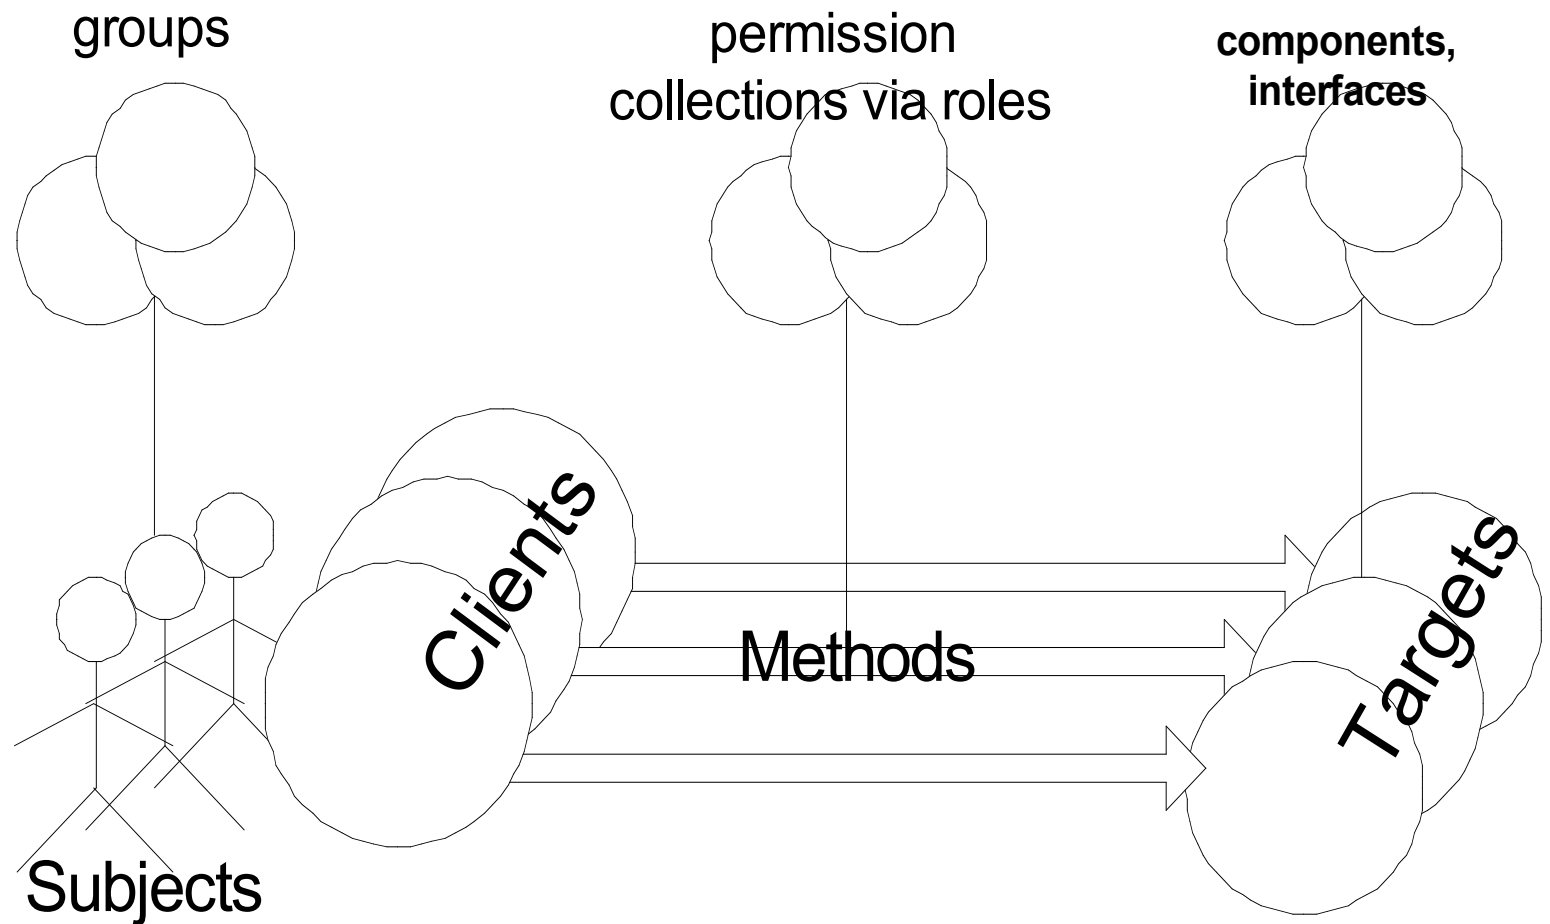 groups
permission
collections via roles
components,
interfaces
Clients
Methods
Targets
Subjects